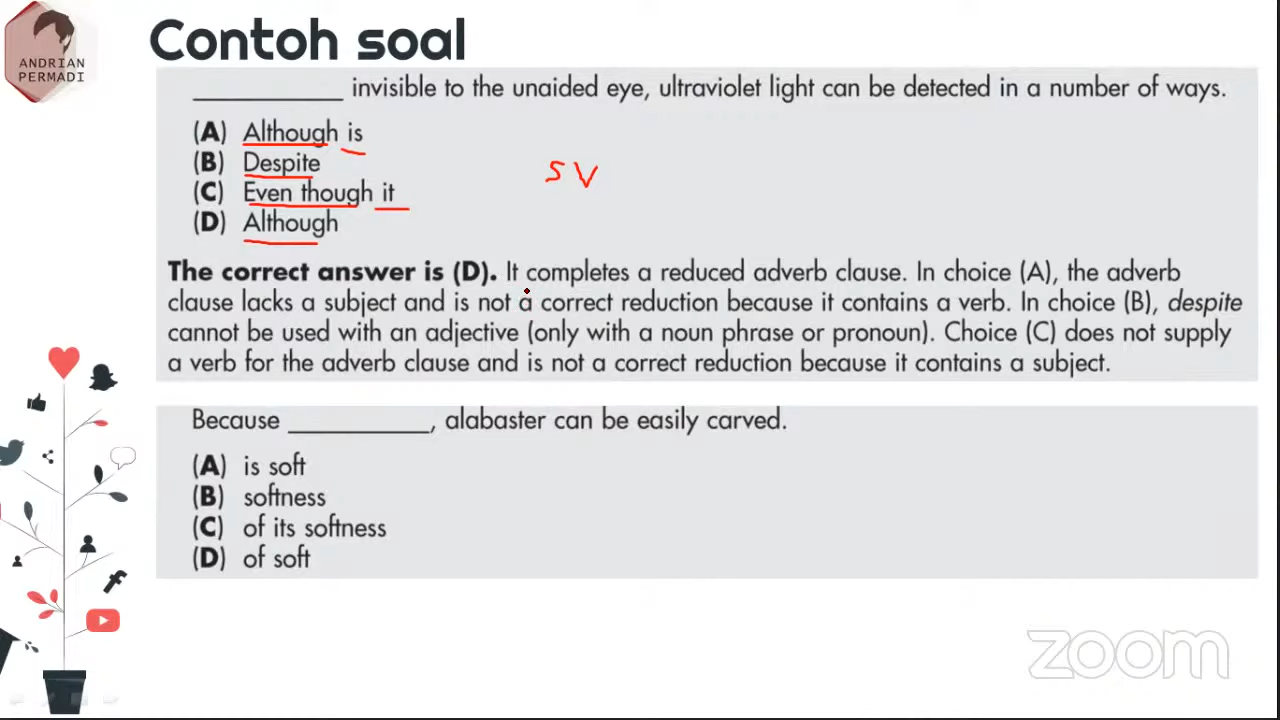 ANDRIAN
PERMADI
Contoh soal
____________ invisible to the unaided eye, ultraviolet light can be detected in a number of ways.
(A) Although is
(B) Despite
(C) Even though it
(D) Although
S V
The correct answer is (D). It completes a reduced adverb clause. In choice (A), the adverb
clause lacks a subject and is not a correct reduction because it contains a verb. In choice (B), despite
cannot be used with an adjective (only with a noun phrase or pronoun). Choice (C) does not supply
a verb for the adverb clause and is not a correct reduction because it contains a subject.
Because ___________, alabaster can be easily carved.
(A) is soft
(B) softness
(C) of its softness
(D) of soft
zoom